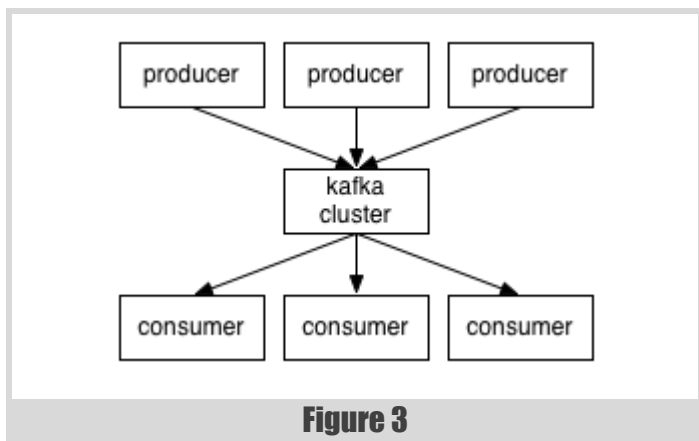 producer producer producer
kafka
cluster
consumer consumer consumer
Figure 3